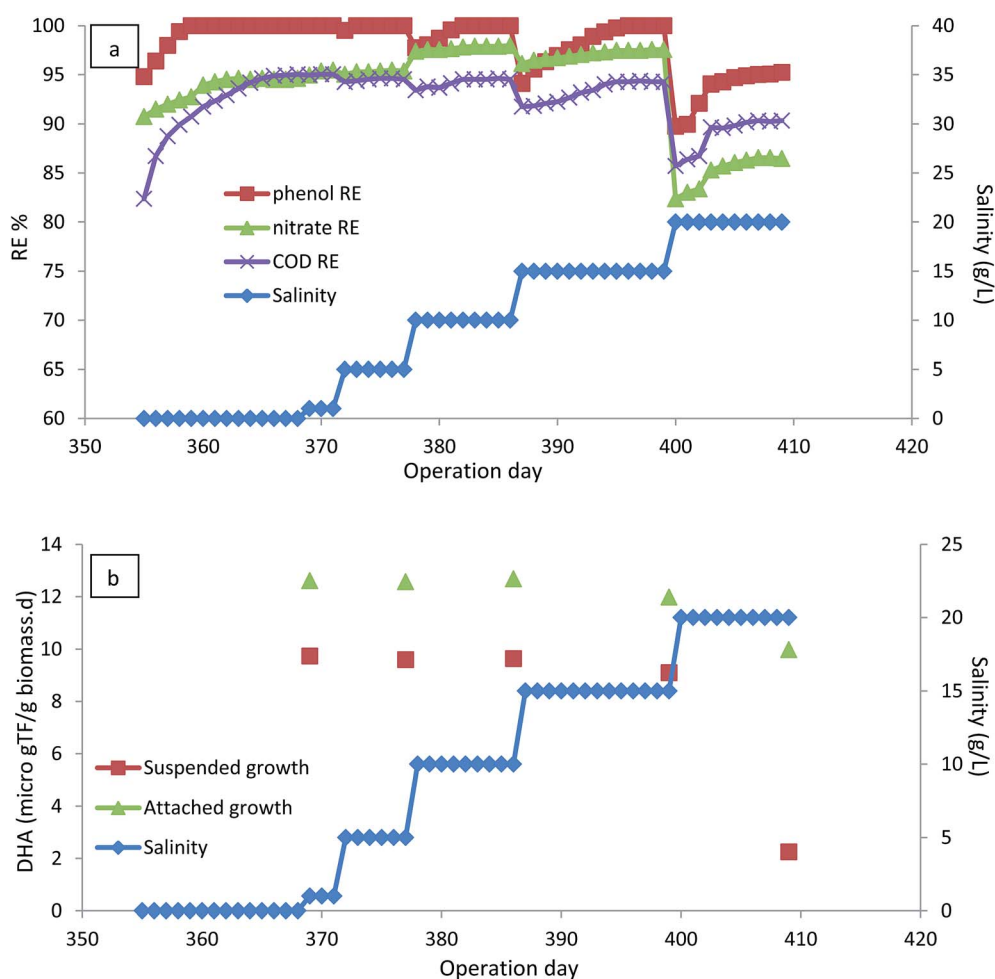 a
100
95
90
85
80
75
70
65
60
RE %
40
35
30
25
20
15
10
5
0
Salinity (g/L)
phenol RE
nitrate RE
COD RE
Salinity
350 360 370 380 390 400 410 420
Operation day
b
14
12
10
8
6
4
2
0
DHA (micro gTF/g biomass.d)
25
20
15
10
5
0
Salinity (g/L)
Suspended growth
Attached growth
Salinity
350 360 370 380 390 400 410 420
Operation day